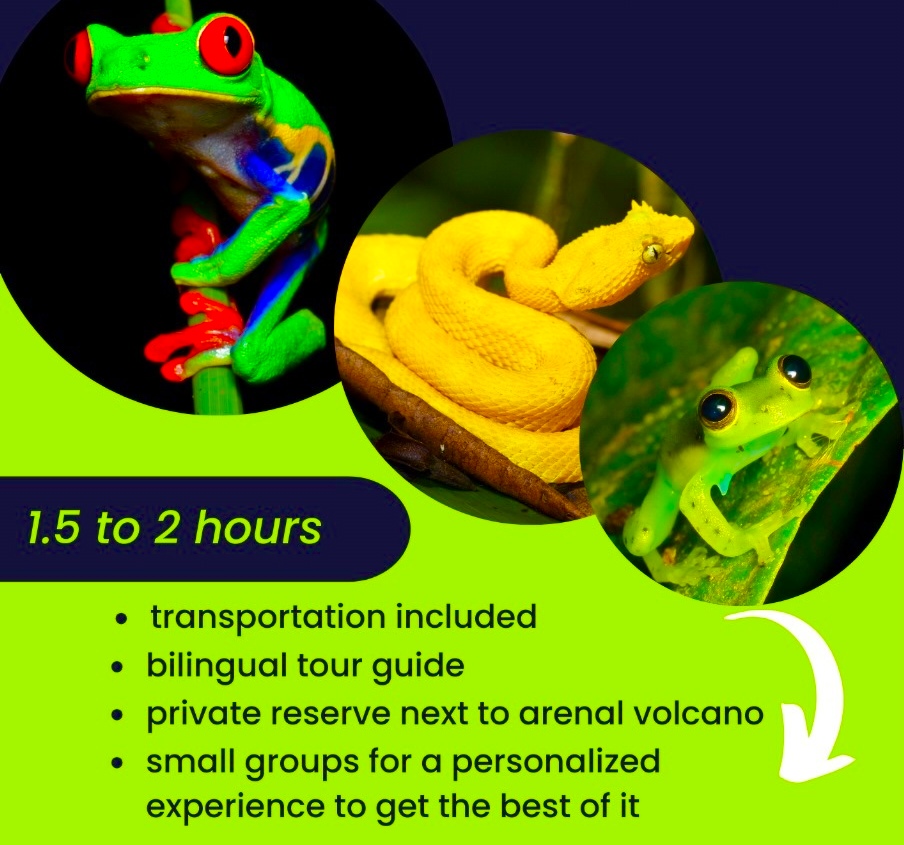 1.5 to 2 hours
• transportation included
• bilingual tour guide
• private reserve next to arenal volcano
• small groups for a personalized
experience to get the best of it